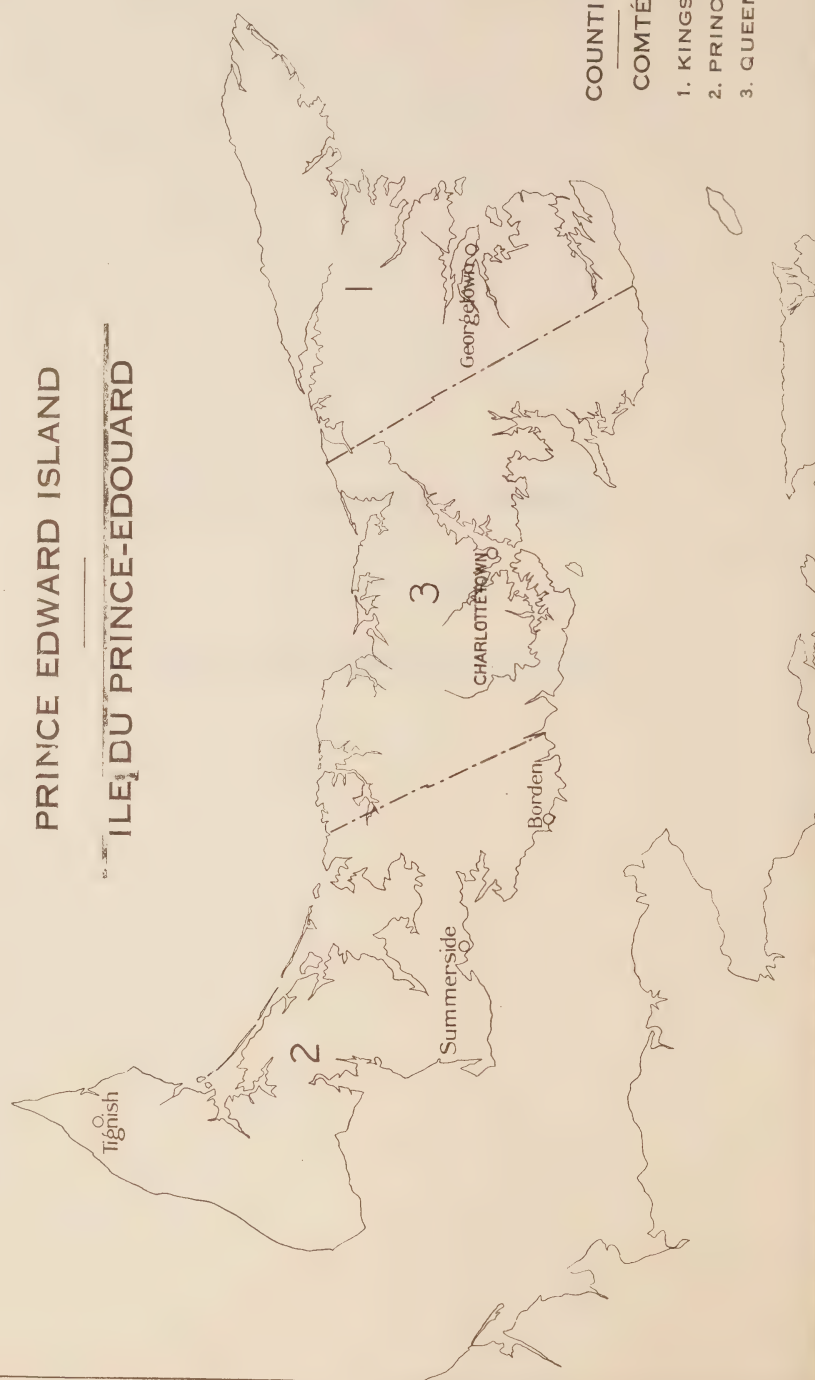 PRINCE EDWARD ISLAND
ILE DU PRINCE-EDOUARD
Tignish
2
Summerside
Borden
3
CHARLOTTETOWN
1
Georgetown
COUNTI
COMTÉ
1. KINGS
2. PRINC
3. QUEEN